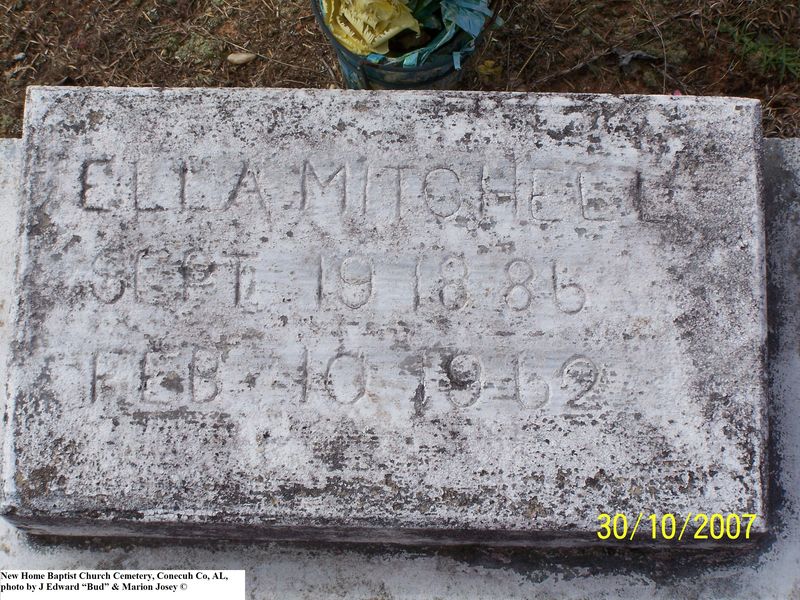 ELLA MITCHELL
SEPT. 19 1886
FEB. 10 1962
30/10/2007
New Home Baptist Church Cemetery, Conecuh Co, AL,
photo by J Edward “Bud” & Marion Josey ©